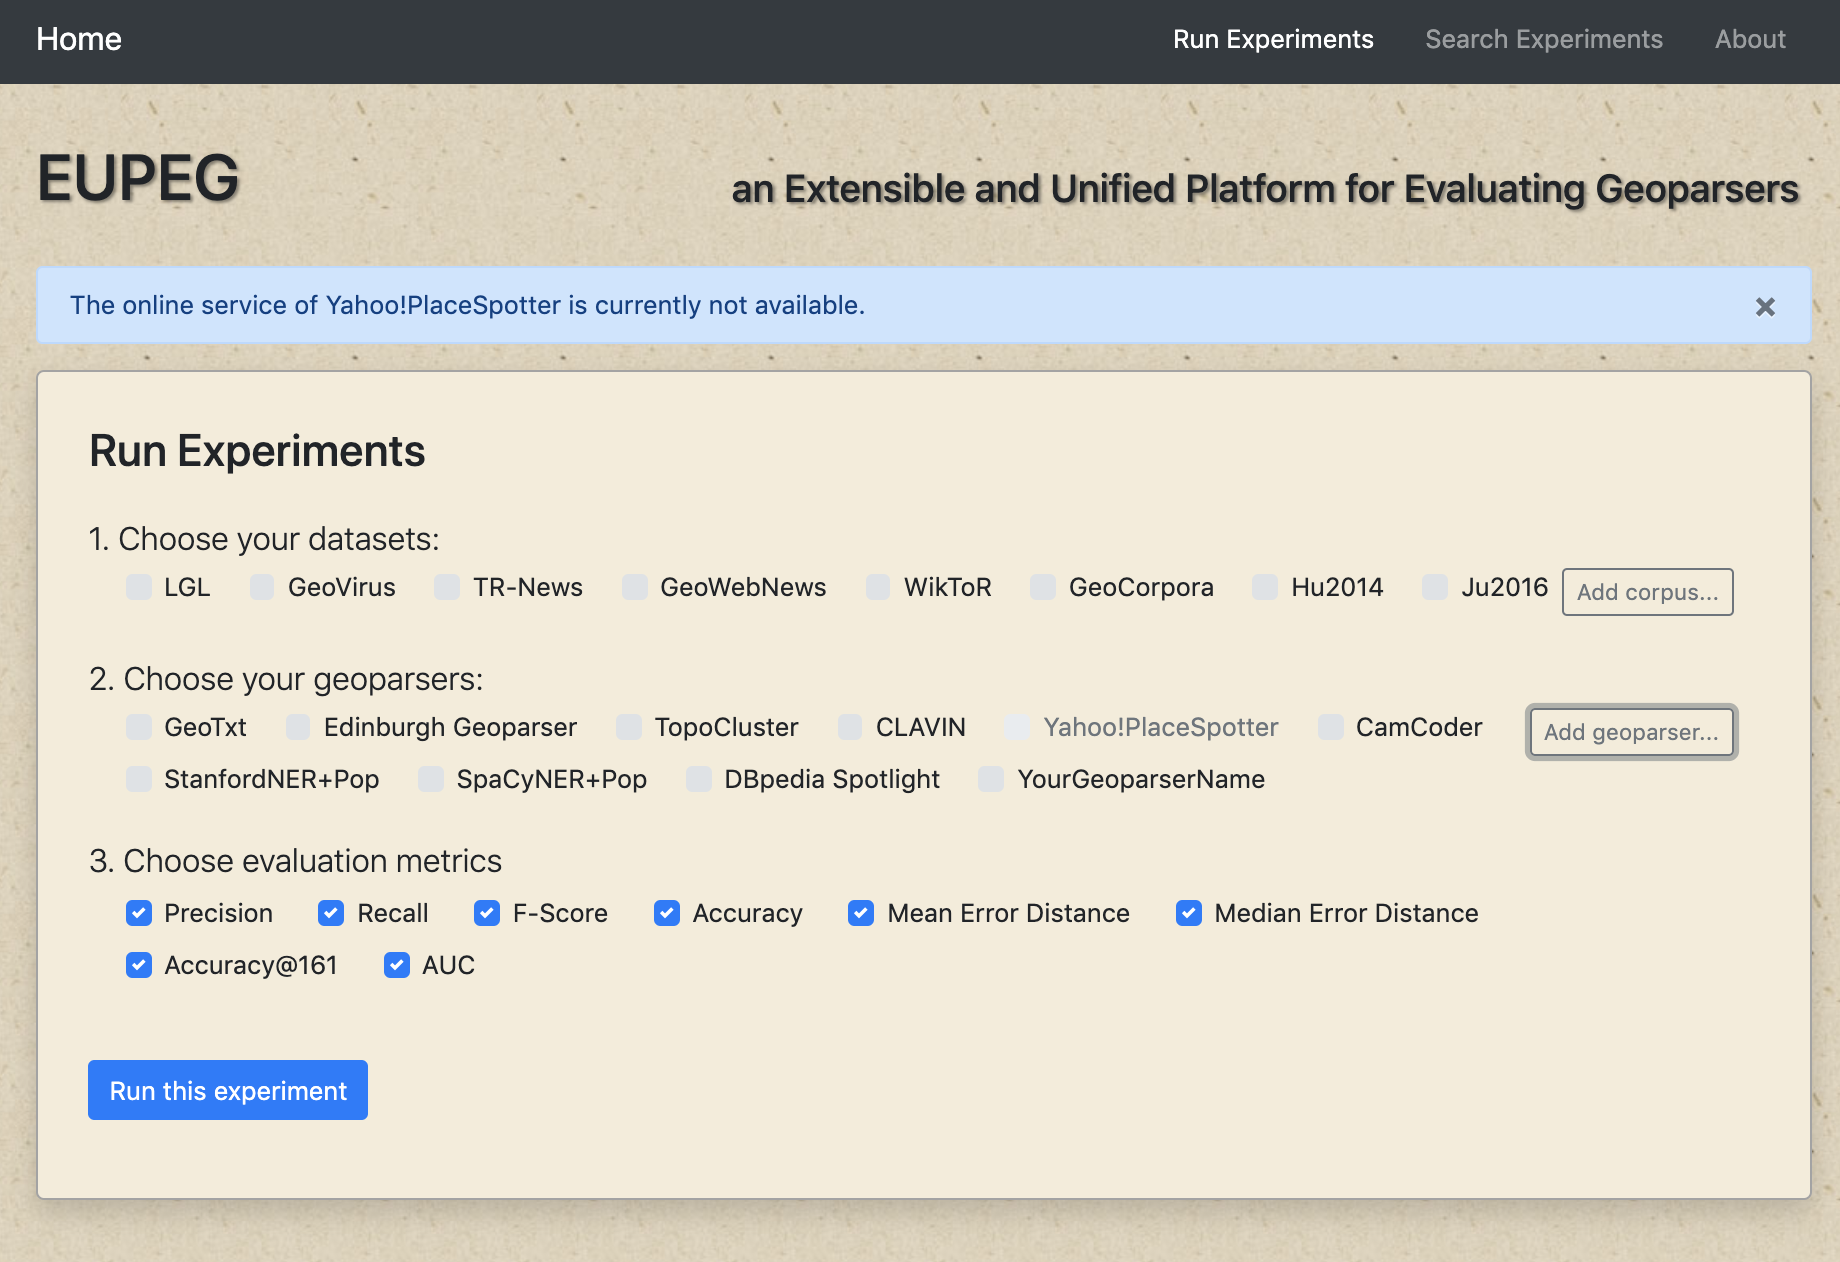 Home Run Experiments Search Experiments About
EUPEG an Extensible and Unified Platform for Evaluating Geoparsers
The online service of Yahoo!PlaceSpotter is currently not available. ×
Run Experiments
1. Choose your datasets:
LGL GeoVirus TR-News GeoWebNews WikToR GeoCorpora Hu2014 Ju2016 Add corpus...
2. Choose your geoparsers:
GeoTxt Edinburgh Geoparser TopoCluster CLAVIN Yahoo!PlaceSpotter CamCoder Add geoparser...
StanfordNER+Pop SpaCyNER+Pop DBpedia Spotlight YourGeoparserName
3. Choose evaluation metrics
Precision Recall F-Score Accuracy Mean Error Distance Median Error Distance
Accuracy@161 AUC
Run this experiment